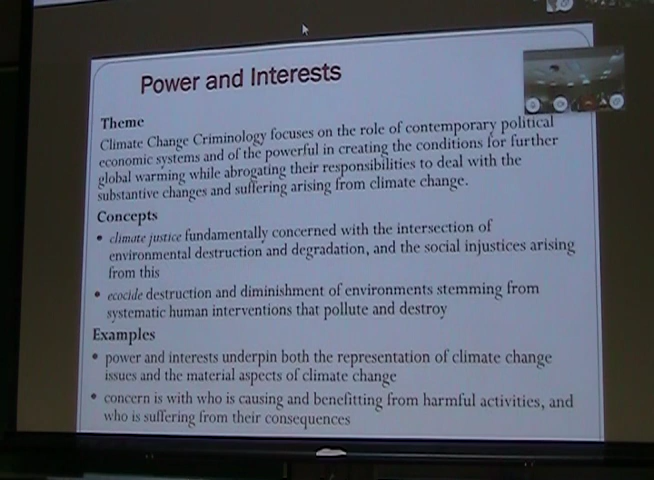 Power and Interests
Theme
Climate Change Criminology focuses on the role of contemporary political
economic systems and of the powerful in creating the conditions for further
global warming while abrogating their responsibilities to deal with the
substantive changes and suffering arising from climate change.
Concepts
• climate justice fundamentally concerned with the intersection of
environmental destruction and degradation, and the social injustices arising
from this
• ecocide destruction and diminishment of environments stemming from
systematic human interventions that pollute and destroy
Examples
• power and interests underpin both the representation of climate change
issues and the material aspects of climate change
• concern is with who is causing and benefitting from harmful activities, and
who is suffering from their consequences